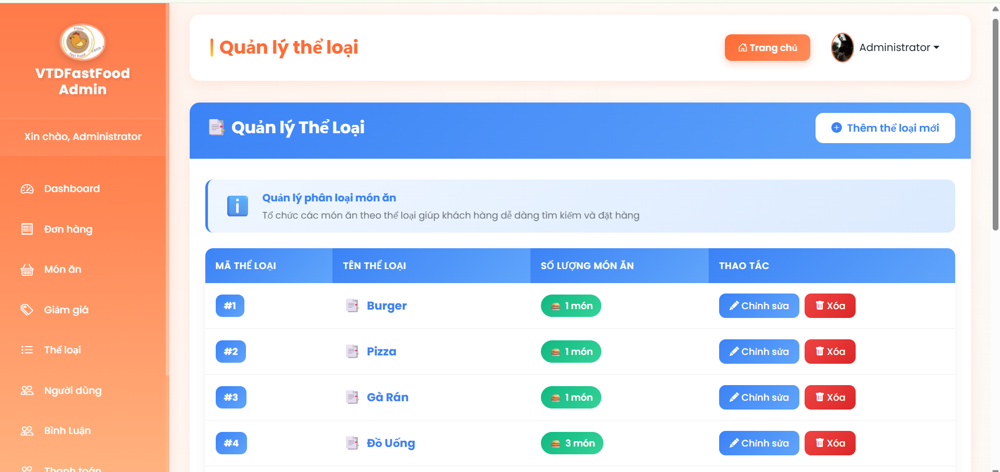 Pippy
Fast Food
Canh
VTDFastFood
Admin
Xin chào, Administrator
Dashboard
Đơn hàng
Món ăn
Giảm giá
Thể loại
Người dùng
Bình Luận
Thanh toán
Quản lý thể loại
Trang chủ
Administrator
Quản lý Thể Loại
Thêm thể loại mới
Quản lý phân loại món ăn
Tổ chức các món ăn theo thể loại giúp khách hàng dễ dàng tìm kiếm và đặt hàng
MÃ THỂ LOẠI TÊN THỂ LOẠI SỐ LƯỢNG MÓN ĂN THAO TÁC
#1 Burger 1 món Chỉnh sửa Xóa
#2 Pizza 1 món Chỉnh sửa Xóa
#3 Gà Rán 1 món Chỉnh sửa Xóa
#4 Đồ Uống 3 món Chỉnh sửa Xóa